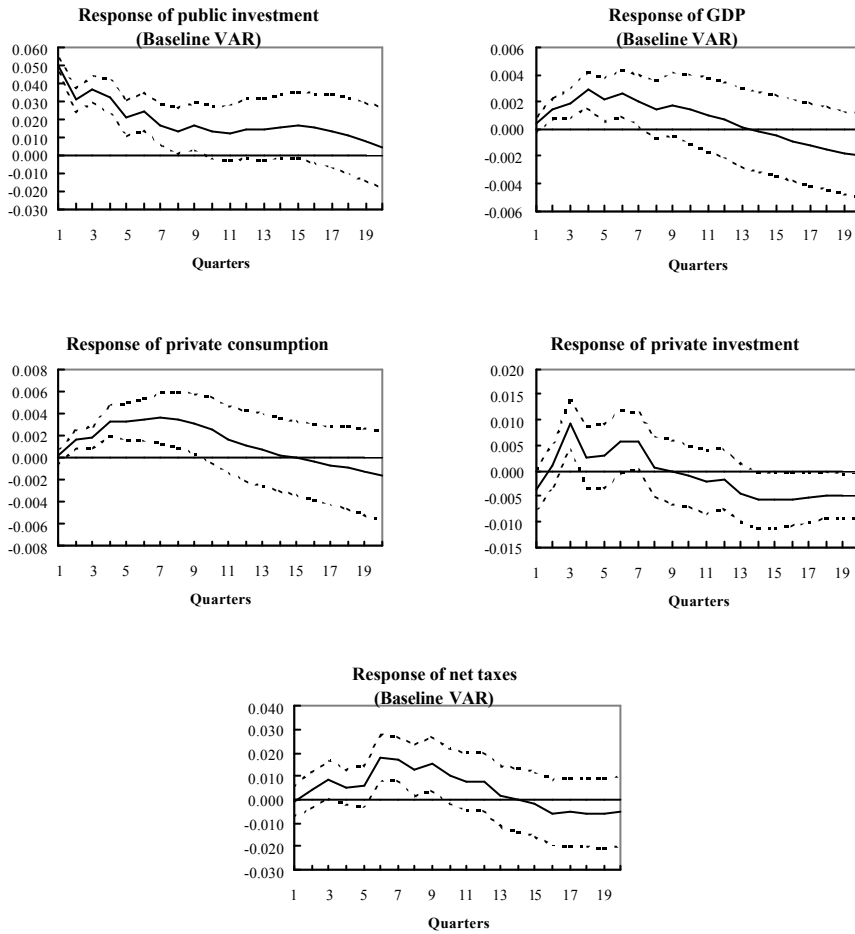 Response of public investment
(Baseline VAR)
0.060
0.050
0.040
0.030
0.020
0.010
0.000
-0.010
-0.020
-0.030
1 3 5 7 9 11 13 15 17 19
Quarters
Response of GDP
(Baseline VAR)
0.006
0.004
0.002
0.000
-0.002
-0.004
-0.006
1 3 5 7 9 11 13 15 17 19
Quarters
Response of private consumption
0.008
0.006
0.004
0.002
0.000
-0.002
-0.004
-0.006
-0.008
1 3 5 7 9 11 13 15 17 19
Quarters
Response of private investment
0.020
0.015
0.010
0.005
0.000
-0.005
-0.010
-0.015
1 3 5 7 9 11 13 15 17 19
Quarters
Response of net taxes
(Baseline VAR)
0.040
0.030
0.020
0.010
0.000
-0.010
-0.020
-0.030
1 3 5 7 9 11 13 15 17 19
Quarters